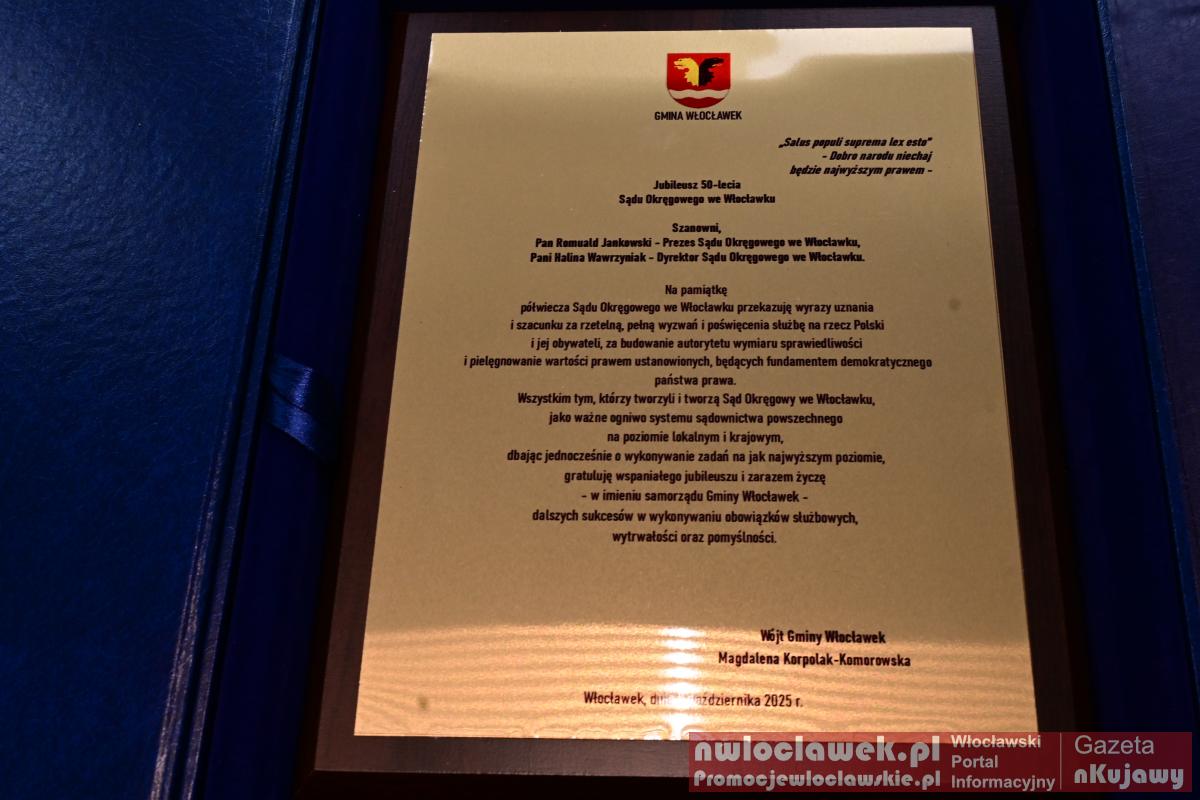 GMINA WŁOCŁAWEK
„Salus populi suprema lex esto”
- Dobro narodu niechaj
będzie najwyższym prawem -
Jubileusz 50-lecia
Sądu Okręgowego we Włocławku
Szanowni,
Pan Romuald Jankowski - Prezes Sądu Okręgowego we Włocławku,
Pani Halina Wawrzyniak - Dyrektor Sądu Okręgowego we Włocławku.
Na pamiątkę
półwiecza Sądu Okręgowego we Włocławku przekazuję wyrazy uznania
i szacunku za rzetelną, pełną wyzwań i poświęcenia służbę na rzecz Polski
i jej obywateli, za budowanie autorytetu wymiaru sprawiedliwości
i pielęgnowanie wartości prawem ustanowionych, będących fundamentem demokratycznego
państwa prawa.
Wszystkim tym, którzy tworzyli i tworzą Sąd Okręgowy we Włocławku,
jako ważne ogniwo systemu sądownictwa powszechnego
na poziomie lokalnym i krajowym,
dbając jednocześnie o wykonywanie zadań na jak najwyższym poziomie,
gratuluję wspaniałego jubileuszu i zarazem życzę
- w imieniu samorządu Gminy Włocławek -
dalszych sukcesów w wykonywaniu obowiązków służbowych,
wytrwałości oraz pomyślności.
Wójt Gminy Włocławek
Magdalena Korpolak-Komorowska
Włocławek, października 2025 r.
nwloclawek.pl
Promocjewloclawskie.pl
Włocławski
Portal
Informacyjny
Gazeta
nKujawy